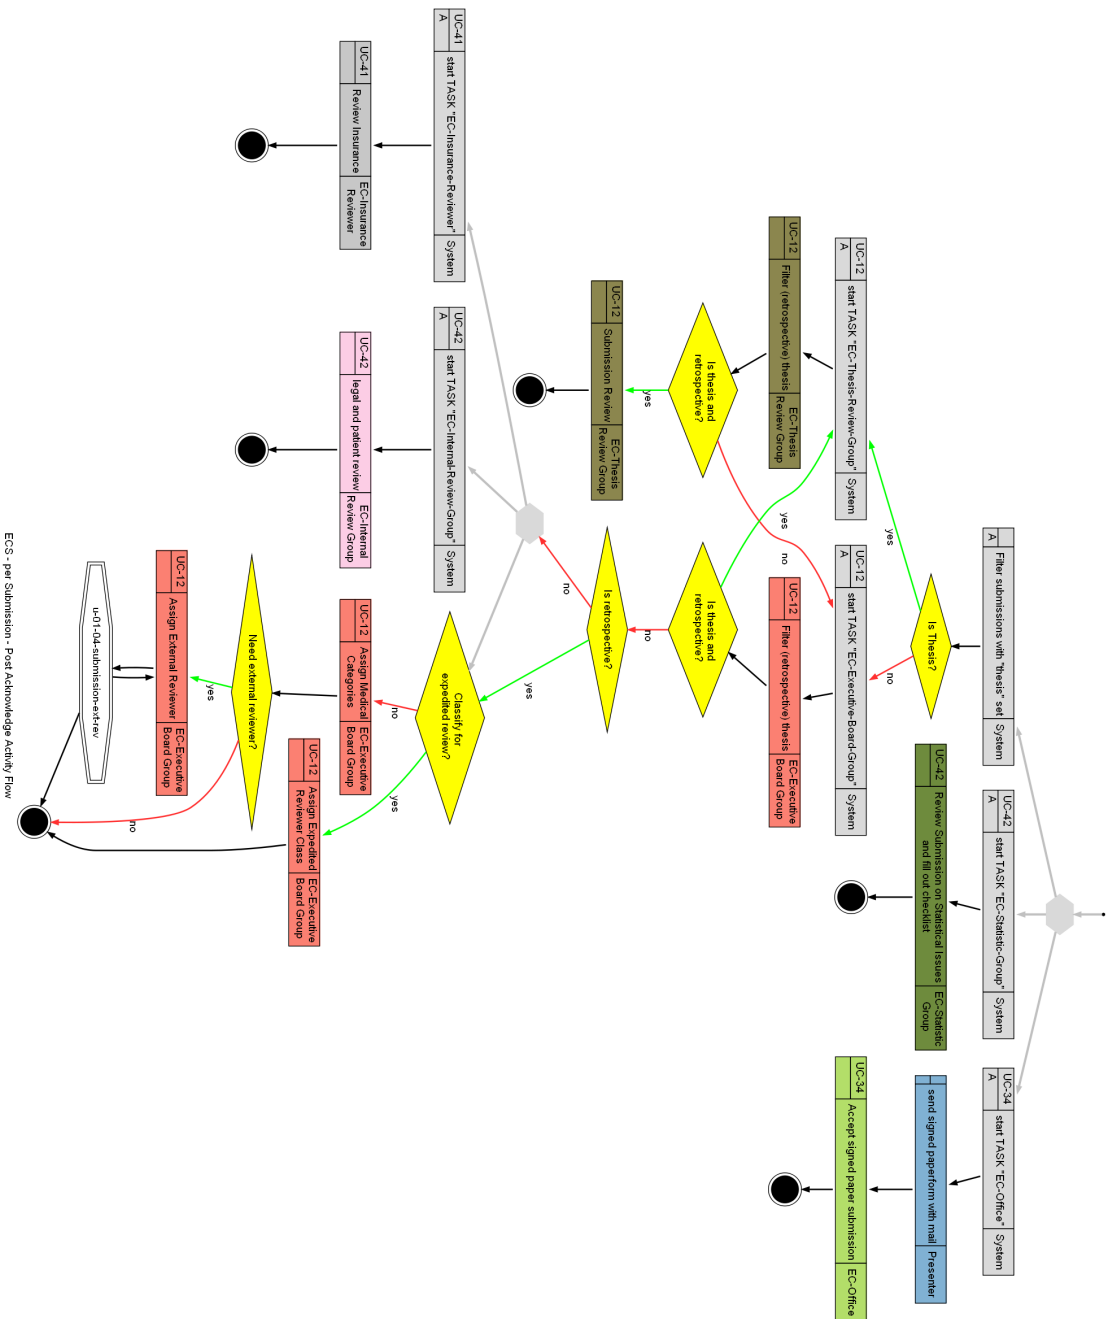 UC-34
A
start TASK "EC-Office"
System
UC-42
A
start TASK "EC-Statistic-Group"
System
A
Filter submissions with "thesis" set
System
send signed paperform with mail
Presenter
UC-42
Review Submission on Statistical Issues
and fill out checklist
EC-Statistic
Group
Is Thesis?
yes
no
UC-34
Accept signed paper submission
EC-Office
UC-12
A
start TASK "EC-Executive-Board-Group"
System
UC-12
A
start TASK "EC-Thesis-Review-Group"
System
UC-12
Filter (retrospective) thesis
EC-Executive
Board Group
UC-12
Filter (retrospective) thesis
EC-Thesis
Review Group
yes
no
Is thesis and
retrospective?
Is thesis and
retrospective?
no
yes
UC-12
Submission Review
EC-Thesis
Review Group
Is retrospective?
no
yes
UC-41
A
start TASK "EC-Insurance-Reviewer"
System
UC-42
A
start TASK "EC-Internal-Review-Group"
System
Classify for
expedited review?
no
yes
UC-41
Review Insurance
EC-Insurance
Reviewer
UC-42
legal and patient review
EC-Internal
Review Group
UC-12
Assign Medical
Categories
EC-Executive
Board Group
UC-12
Assign Expedited
Reviewer Class
EC-Executive
Board Group
Need external reviewer?
yes
no
UC-12
Assign External Reviewer
EC-Executive
Board Group
u-01-04-submission-ext-rev
ECS - per Submission - Post Acknowledge Activity Flow